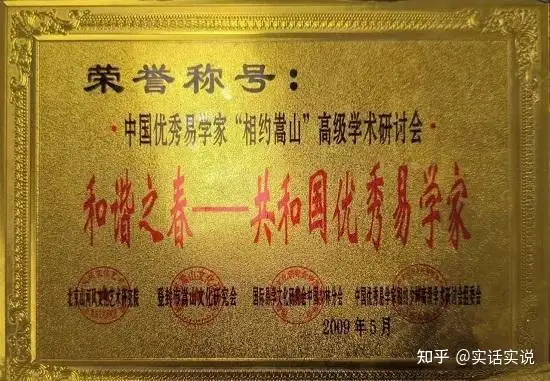 荣誉称号：
·中国优秀易学家“相约嵩山”高级学术研讨会·
和谐之春——共和国优秀易学家
登封市嵩山文化研究会
2009年5月
知乎 @实话实说